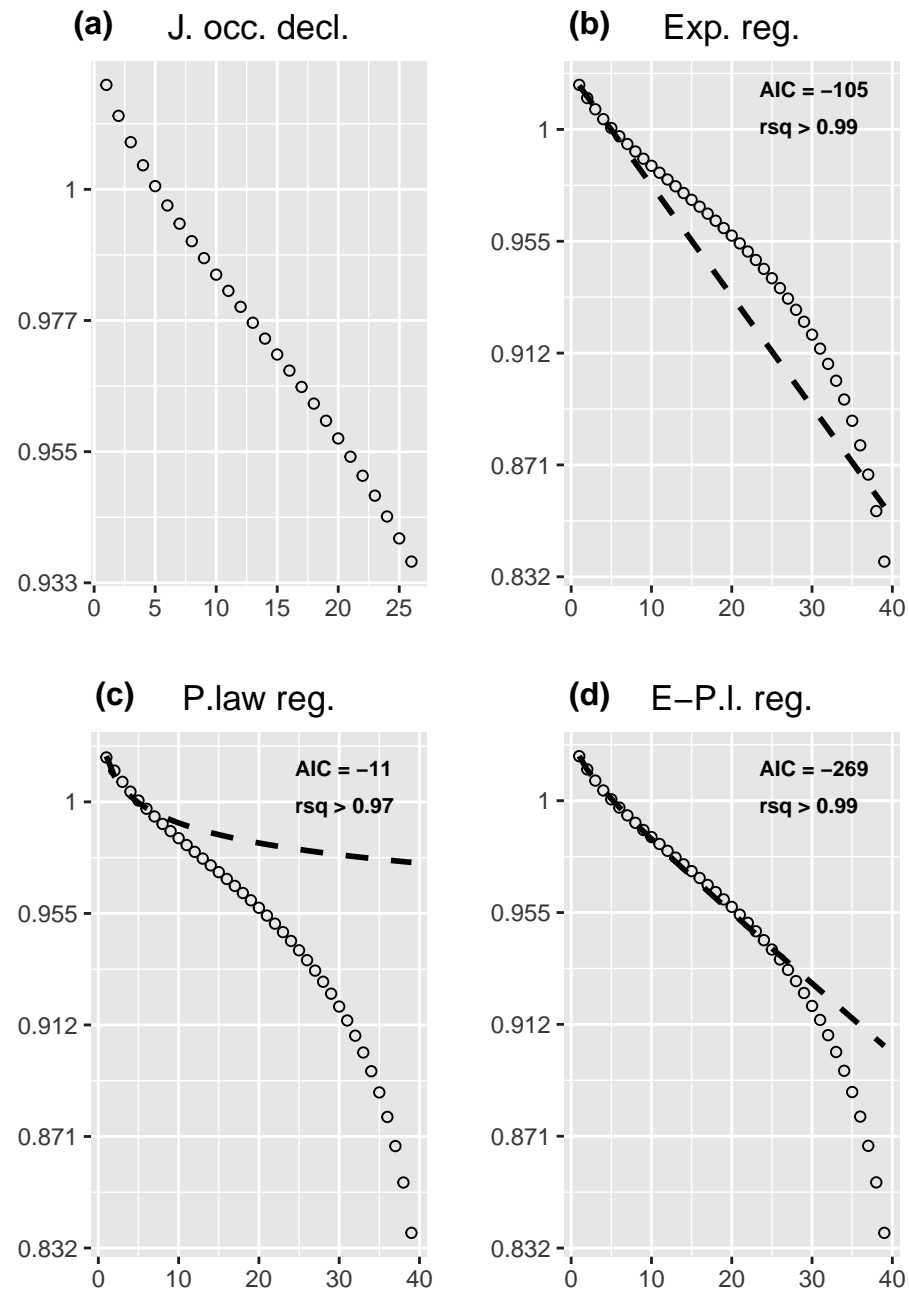 (a) J. occ. decl.
1
0.977
0.955
0.933
0 5 10 15 20 25
(b) Exp. reg.
AIC = −105
rsq > 0.99
1
0.955
0.912
0.871
0.832
0 10 20 30 40
(c) P.law reg.
AIC = −11
rsq > 0.97
1
0.955
0.912
0.871
0.832
0 10 20 30 40
(d) E−P.l. reg.
AIC = −269
rsq > 0.99
1
0.955
0.912
0.871
0.832
0 10 20 30 40